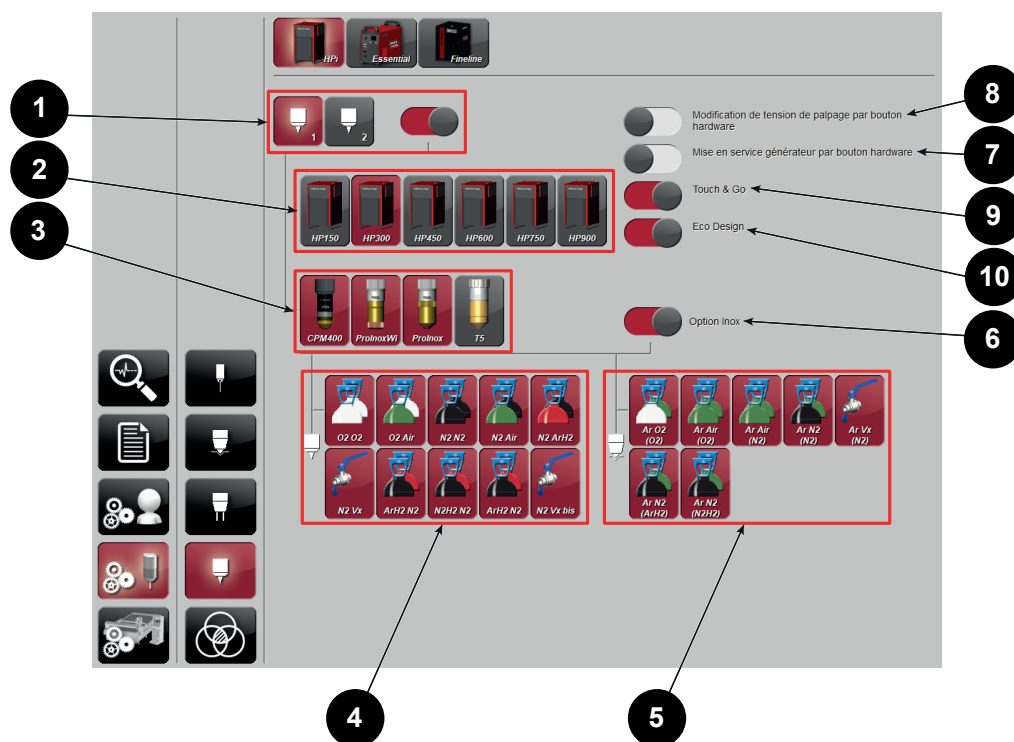 HPi
Essential
Fineline
1
2
8
Modification de tension de palpage par bouton
hardware
7
Mise en service générateur par bouton hardware
1
2
HP150
HP300
HP450
HP600
HP750
HP900
Touch & Go
9
3
Eco Design
10
CPM400
ProInoxWi
ProInox
T5
Option Inox
6
O2 O2
O2 Air
N2 N2
N2 Air
N2 ArH2
Ar O2
(O2)
Ar Air
(O2)
Ar Air
(N2)
Ar N2
(N2)
Ar Vx
(N2)
N2 Vx
ArH2 N2
N2H2 N2
ArH2 N2
N2 Vx bis
Ar N2
(ArH2)
Ar N2
(N2H2)
4
5